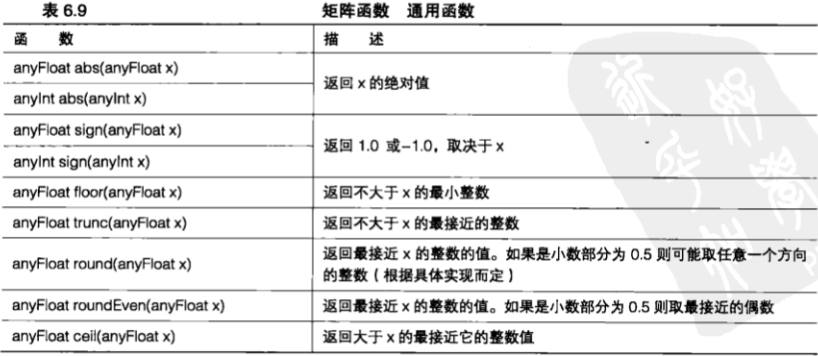 表 6.9 矩阵函数 通用函数
函 数 描 述
anyFloat abs(anyFloat x)
anyInt abs(anyInt x)
返回 x 的绝对值
anyFloat sign(anyFloat x)
anyInt sign(anyInt x)
返回 1.0 或-1.0，取决于 x
anyFloat floor(anyFloat x) 返回不大于 x 的最小整数
anyFloat trunc(anyFloat x) 返回不大于 x 的最接近的整数
anyFloat round(anyFloat x) 返回最接近 x 的整数的值。如果是小数部分为 0.5 则可能取任意一个方向
的整数（根据具体实现而定）
anyFloat roundEven(anyFloat x) 返回最接近 x 的整数的值。如果是小数部分为 0.5 则取最接近的偶数
anyFloat ceil(anyFloat x) 返回大于 x 的最接近它的整数值